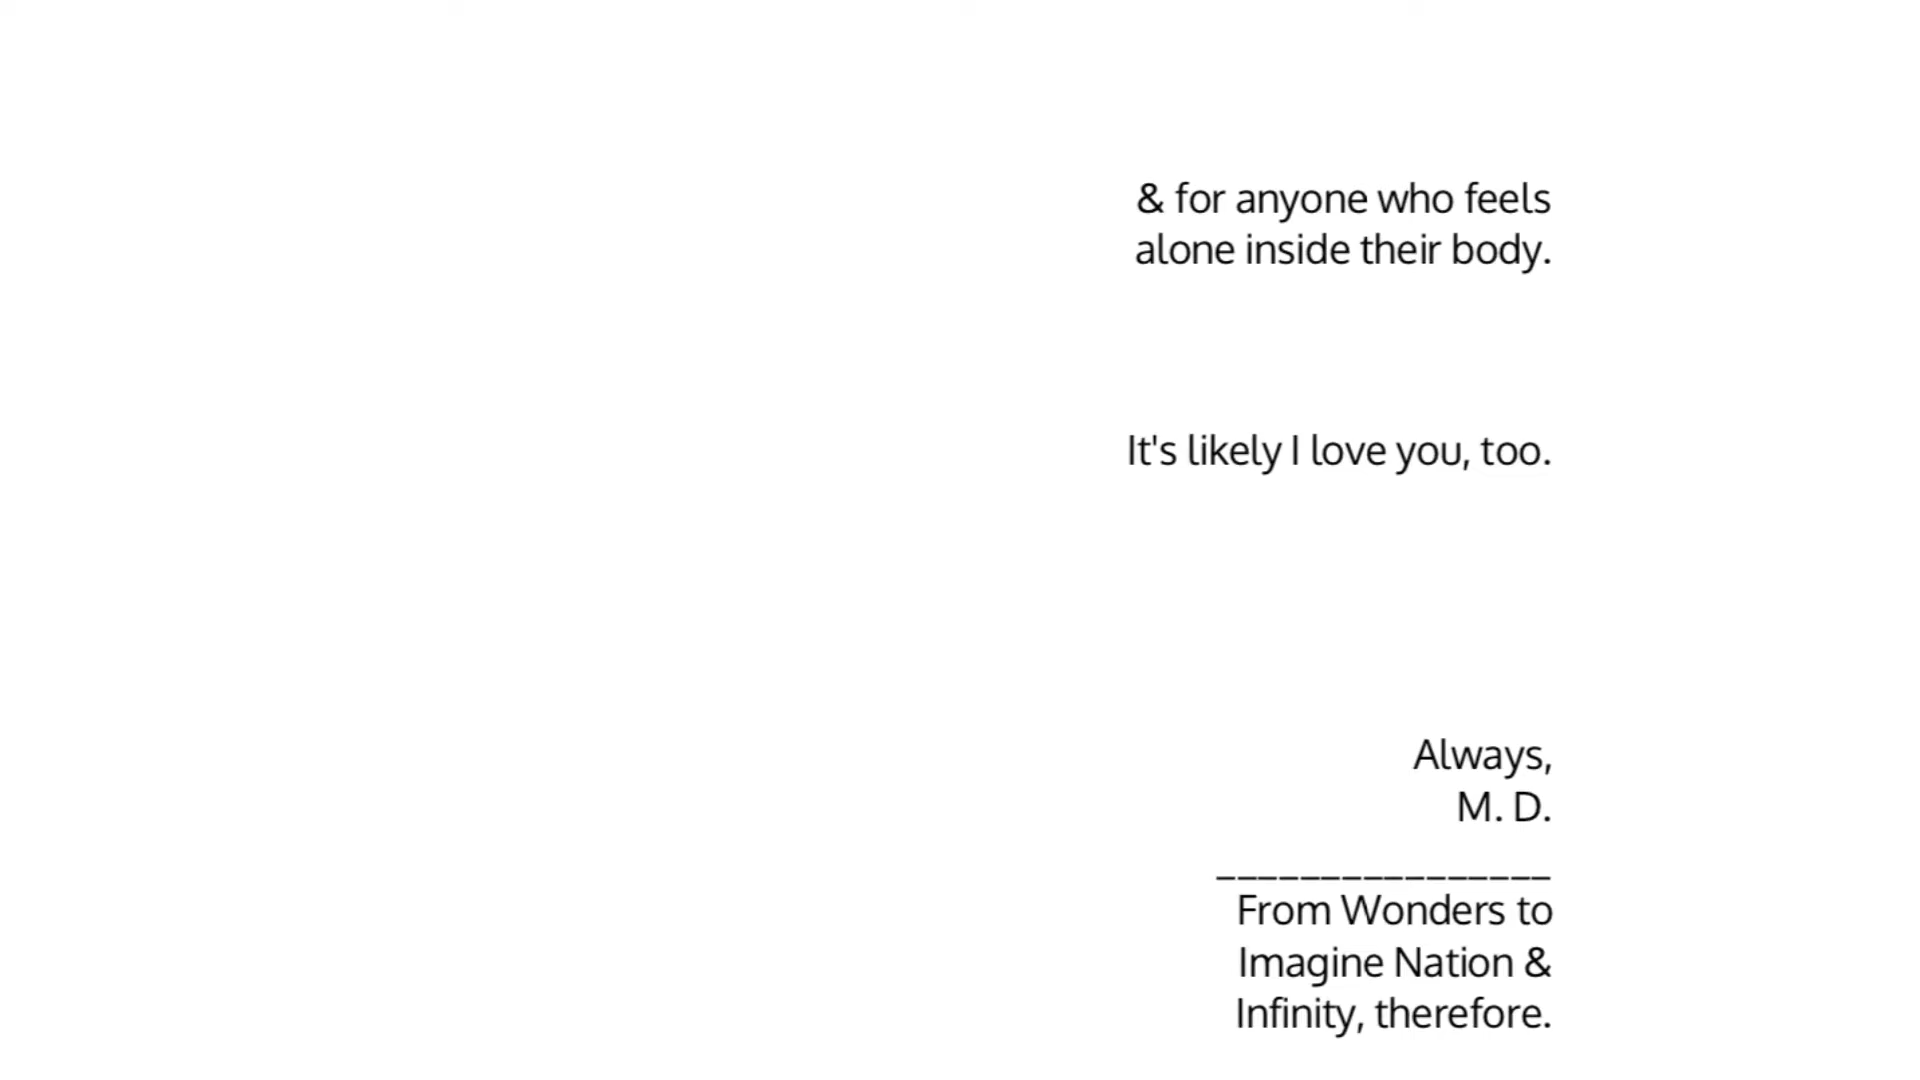 & for anyone who feels
alone inside their body.
It's likely I love you, too.
Always,
M. D.
________________
From Wonders to
Imagine Nation &
Infinity, therefore.